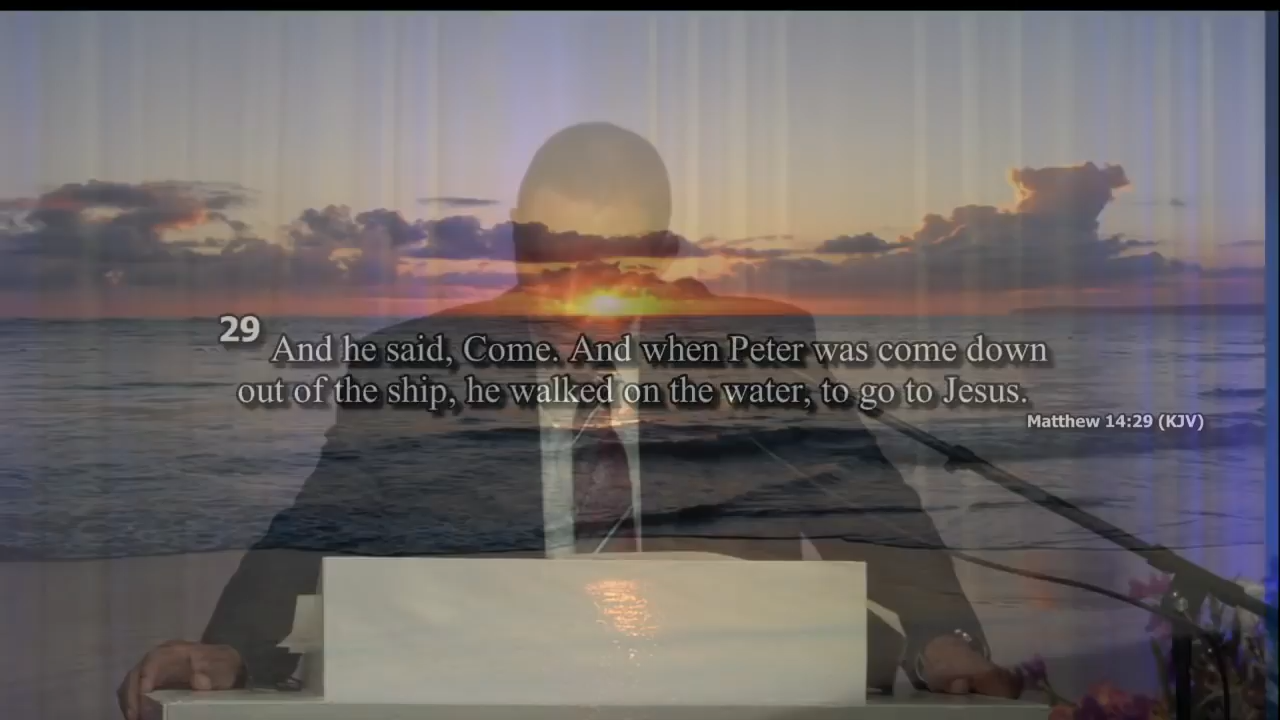 29 And he said, Come. And when Peter was come down
out of the ship, he walked on the water, to go to Jesus.
Matthew 14:29 (KJV)